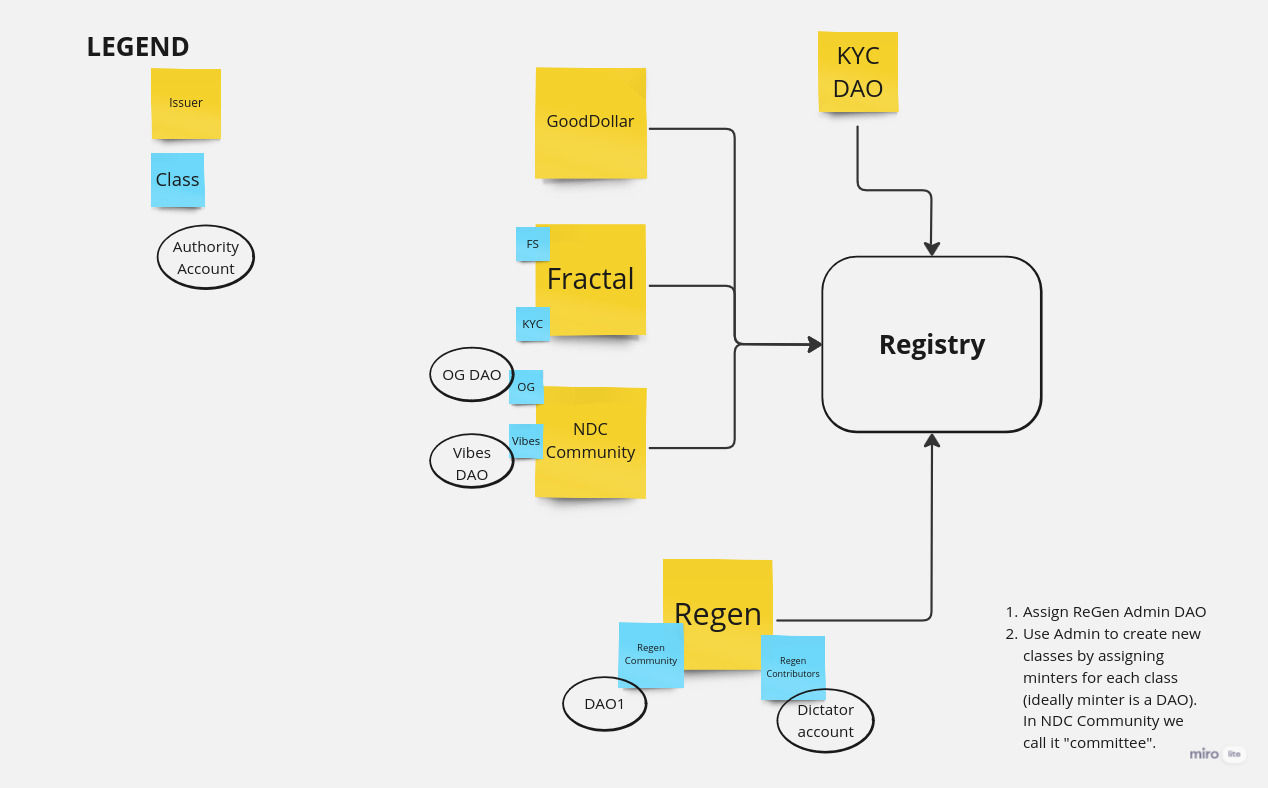 LEGEND
Issuer
Class
Authority
Account
GoodDollar
KYC
DAO
FS
Fractal
KYC
OG DAO
OG
Vibes
DAO
Vibes
NDC
Community
Registry
Regen
Regen
Community
Regen
Contributors
DAO1
Dictator
account
1. Assign ReGen Admin DAO
2. Use Admin to create new
classes by assigning
minters for each class
(ideally minter is a DAO).
In NDC Community we
call it "committee".
miro lite